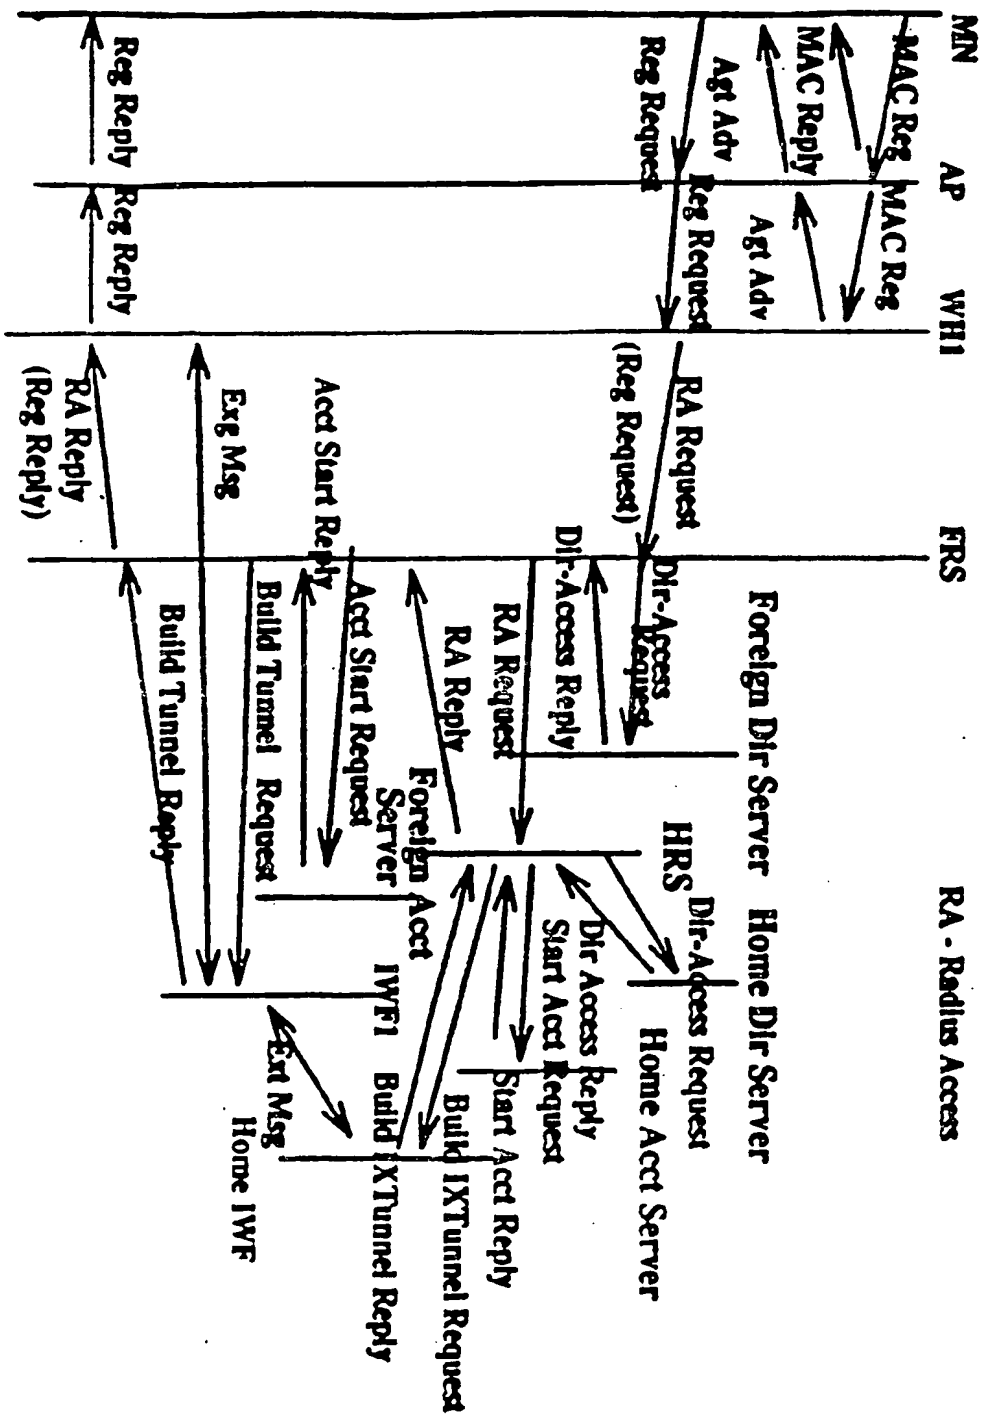 RA - Radius Access
MN
AP
WH1
FRS
Foreign Dir Server
Home Dir Server
HRS
Home Acct Server
Foreign Acct
Server
IWF1
Home IWF
MAC Reg
MAC Reg
MAC Reply
Agt Adv
Agt Adv
Reg Request
Reg Request
RA Request
(Reg Request)
Dir-Access
Request
Dir-Access Reply
RA Request
Dir-Access Request
Dir Access Reply
Start Acct Request
Start Acct Reply
Build IXTunnel Request
Build IXTunnel Reply
RA Reply
Acct Start Request
Acct Start Reply
Build Tunnel Request
Exg Msg
Ext Msg
Build Tunnel Reply
RA Reply
(Reg Reply)
Reg Reply
Reg Reply